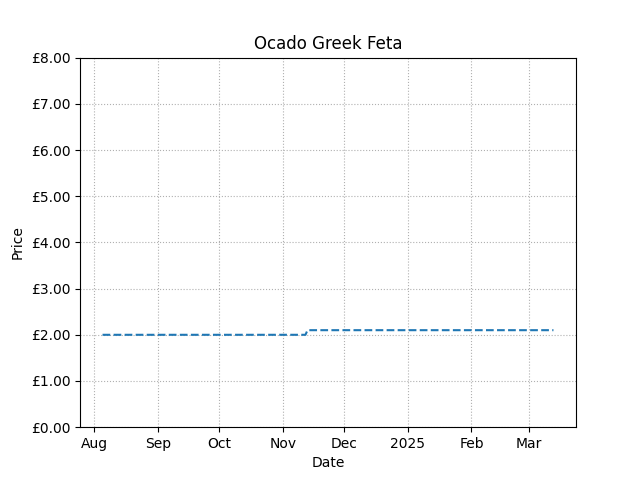 Ocado Greek Feta
£8.00
£7.00
£6.00
£5.00
£4.00
£3.00
£2.00
£1.00
£0.00
Price
Aug Sep Oct Nov Dec 2025 Feb Mar
Date